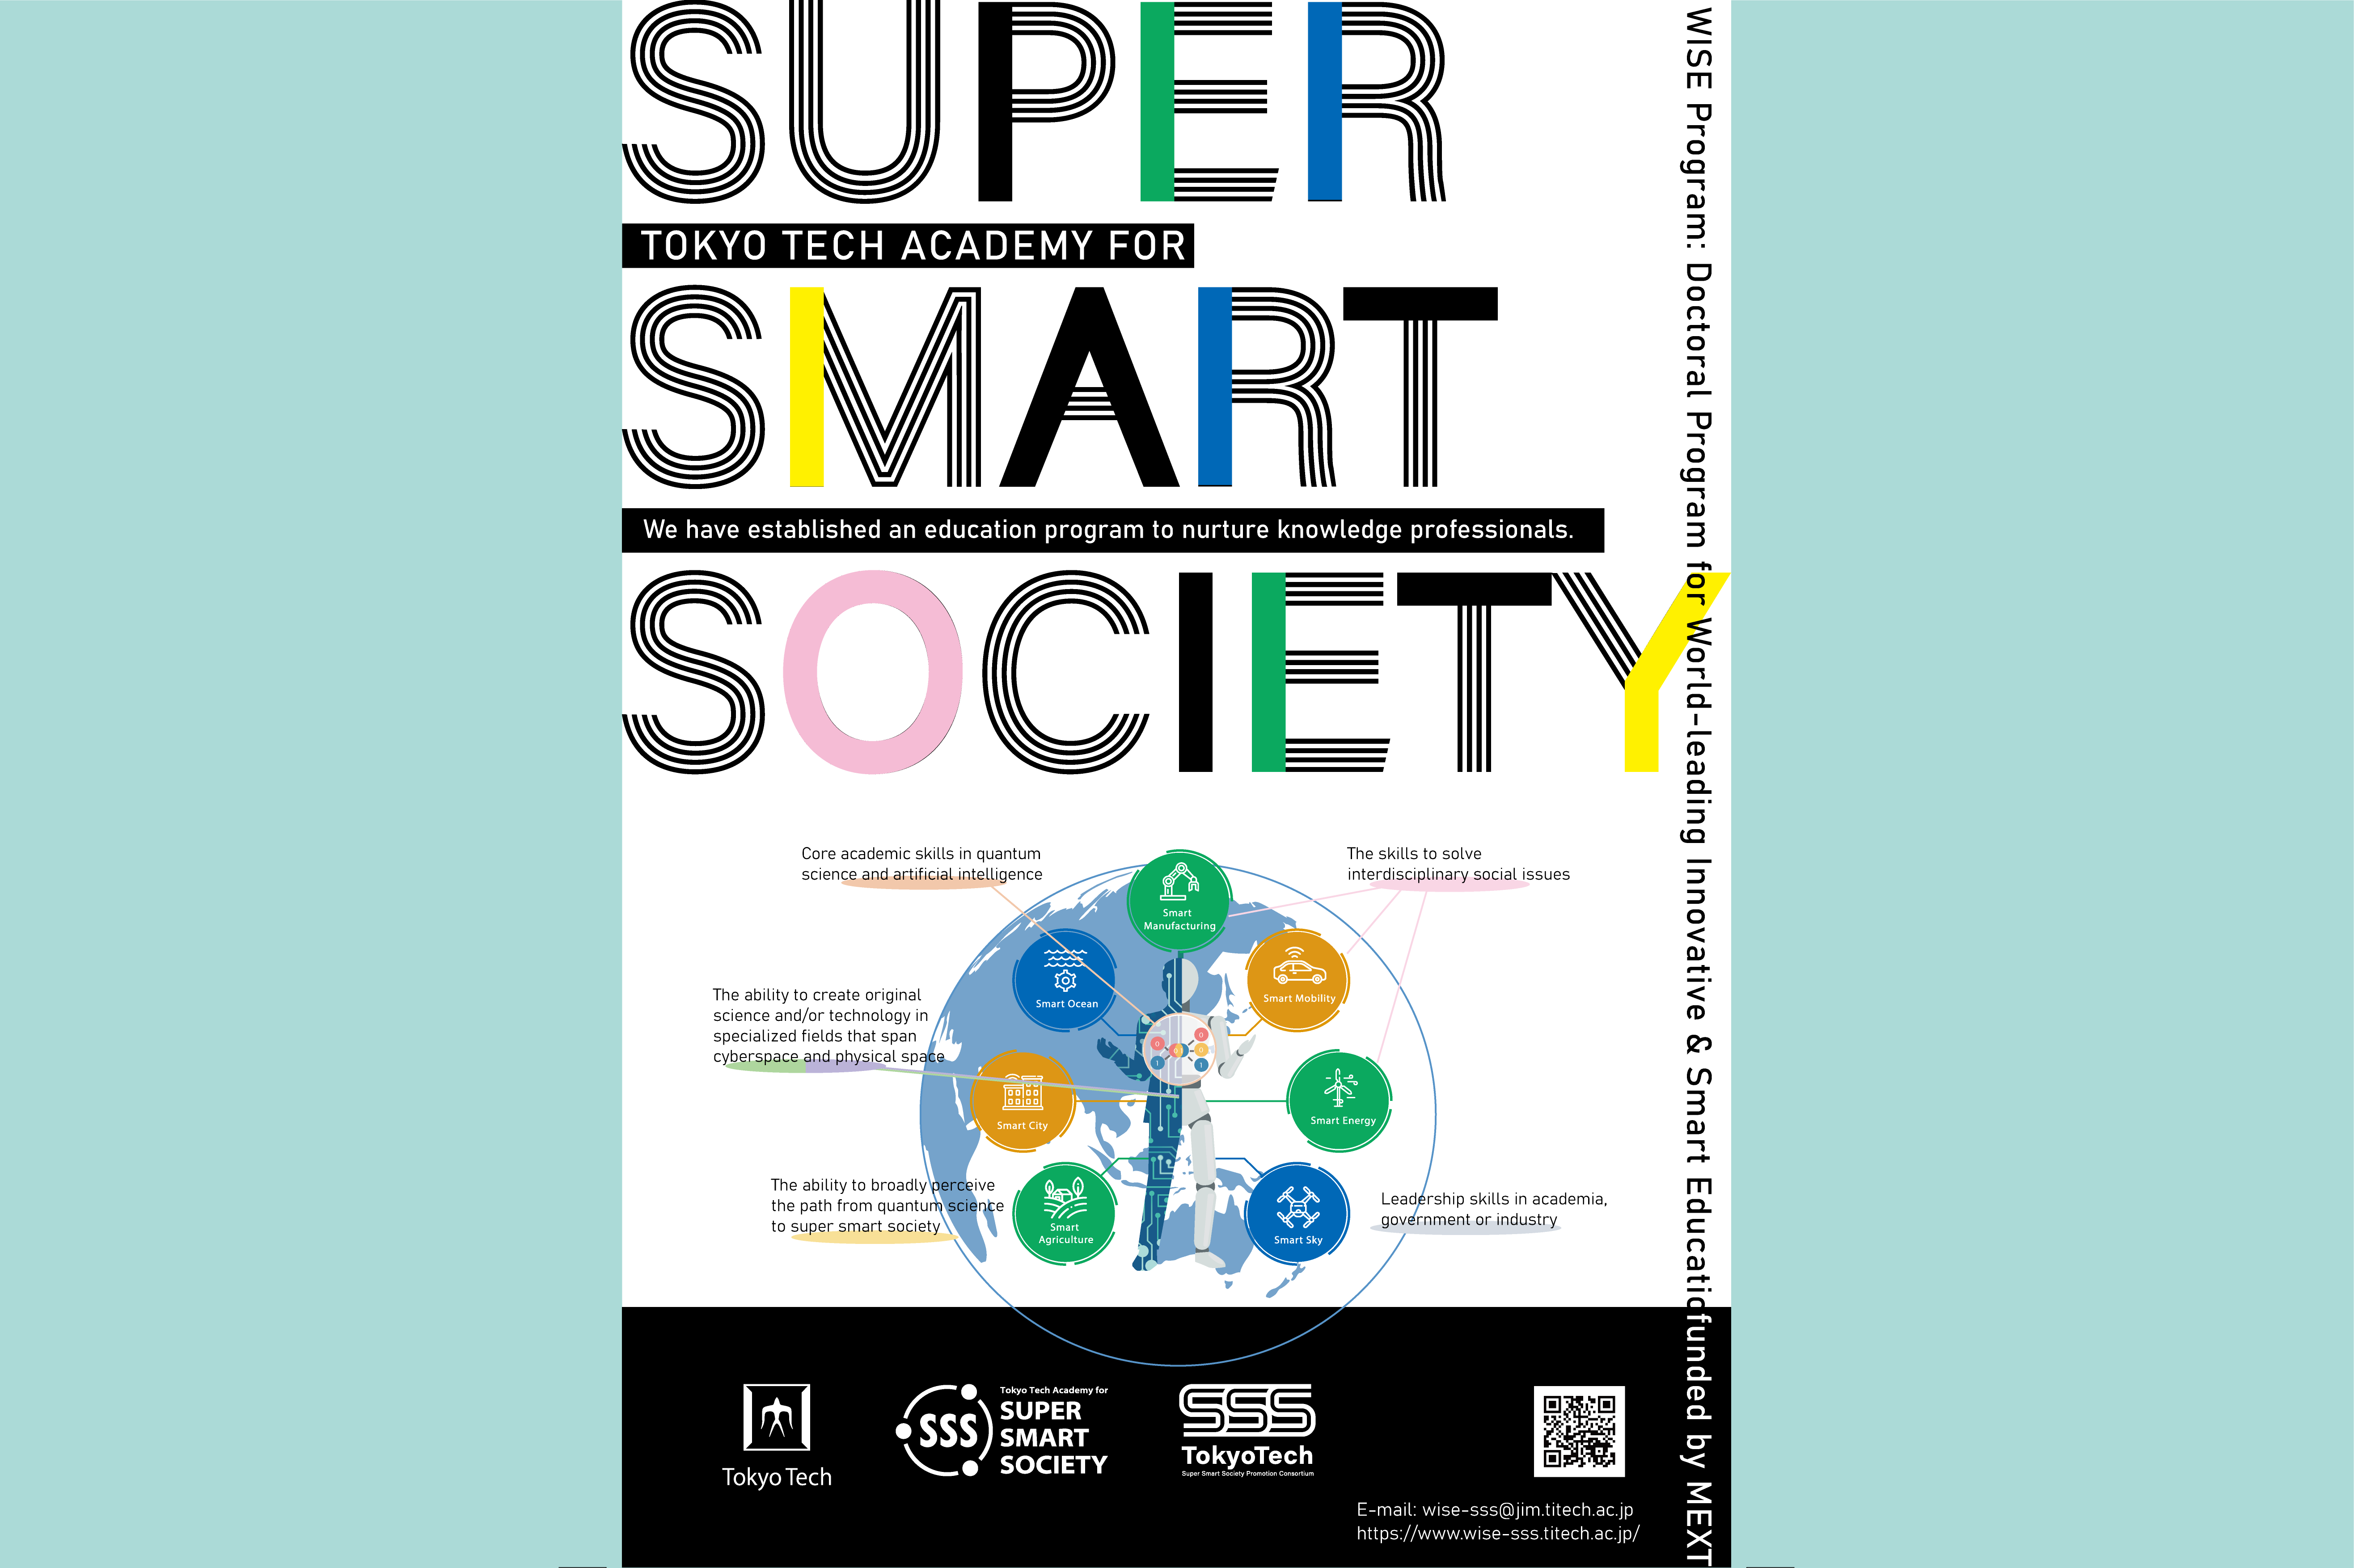 SUPER
TOKYO TECH ACADEMY FOR
SMART
We have established an education program to nurture knowledge professionals.
SOCIETY
WISE Program: Doctoral Program for World-leading Innovative & Smart Educatidfunded by MEXT
Core academic skills in quantum
science and artificial intelligence
The skills to solve
interdisciplinary social issues
Smart
Manufacturing
Smart Ocean
Smart Mobility
The ability to create original
science and/or technology in
specialized fields that span
cyberspace and physical space
0
0
0
1
1
Smart City
Smart Energy
The ability to broadly perceive
the path from quantum science
to super smart society
Smart
Agriculture
Smart Sky
Leadership skills in academia,
government or industry
Tokyo Tech
SSS
Tokyo Tech Academy for
SUPER
SMART
SOCIETY
SSS
TokyoTech
Super Smart Society Promotion Consortium
E-mail: wise-sss@jim.titech.ac.jp
https://www.wise-sss.titech.ac.jp/